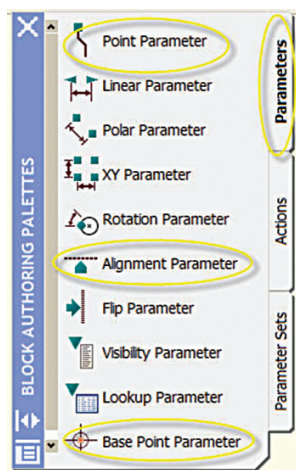 BLOCK AUTHORING PALETTES
Point Parameter
Linear Parameter
Polar Parameter
XY Parameter
Rotation Parameter
Alignment Parameter
Flip Parameter
Visibility Parameter
Lookup Parameter
Base Point Parameter
Parameters
Actions
Parameter Sets